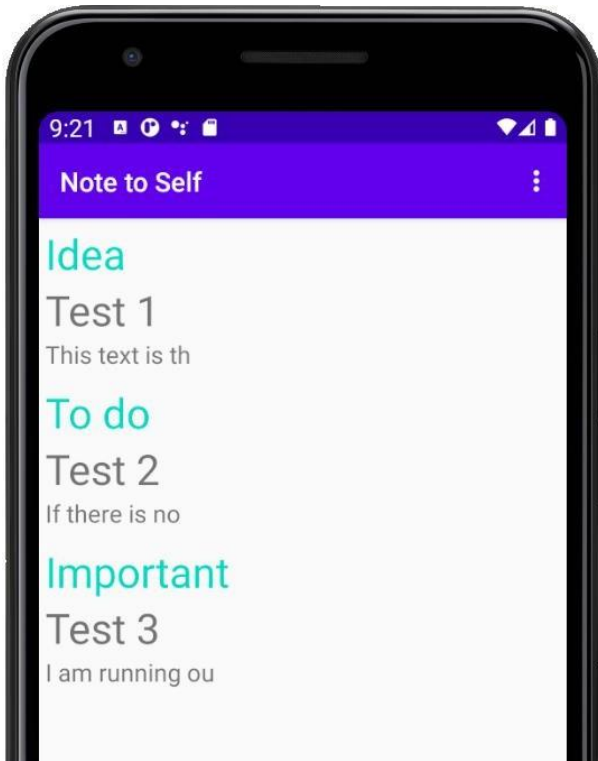 9:21
Note to Self
Idea
Test 1
This text is th
To do
Test 2
If there is no
Important
Test 3
I am running ou